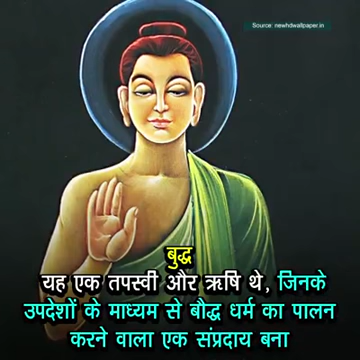 Source: newhdwallpaper.in
बुद्ध
यह एक तपस्वी और ऋषि थे, जिनके
उपदेशों के माध्यम से बौद्ध धर्म का पालन
करने वाला एक संप्रदाय बना